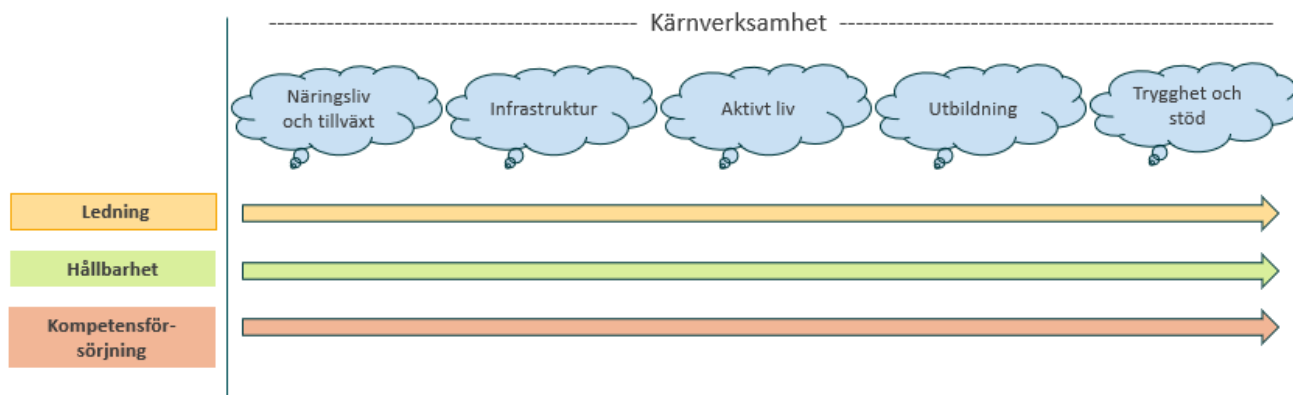 Kärnverksamhet
Näringsliv
och tillväxt
Infrastruktur
Aktivt liv
Utbildning
Trygghet och
stöd
Ledning
Hållbarhet
Kompetensför-
sörjning